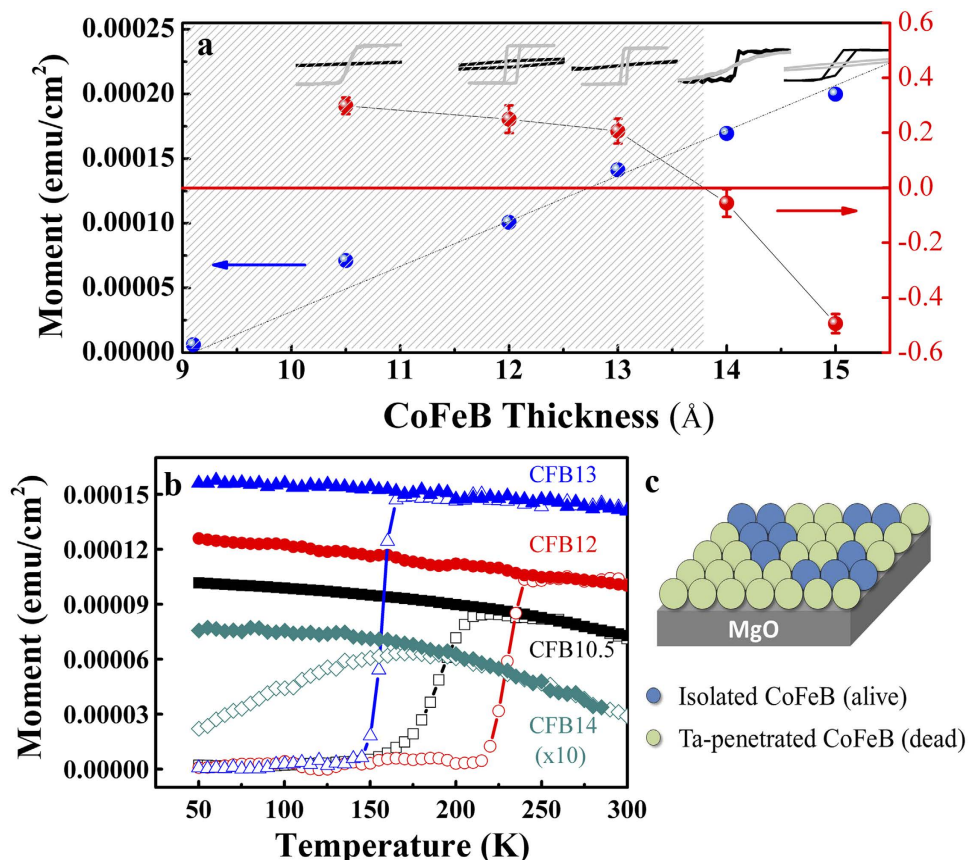 a
0.00025
0.00020
0.00015
0.00010
0.00005
0.00000
Moment (emu/cm²)
0.6
0.4
0.2
0.0
-0.2
-0.4
-0.6
9 10 11 12 13 14 15
CoFeB Thickness (Å)
b
CFB13
CFB12
CFB10.5
CFB14
(x10)
0.00015
0.00012
0.00009
0.00006
0.00003
0.00000
Moment (emu/cm²)
50 100 150 200 250 300
Temperature (K)
c
MgO
Isolated CoFeB (alive)
Ta-penetrated CoFeB (dead)